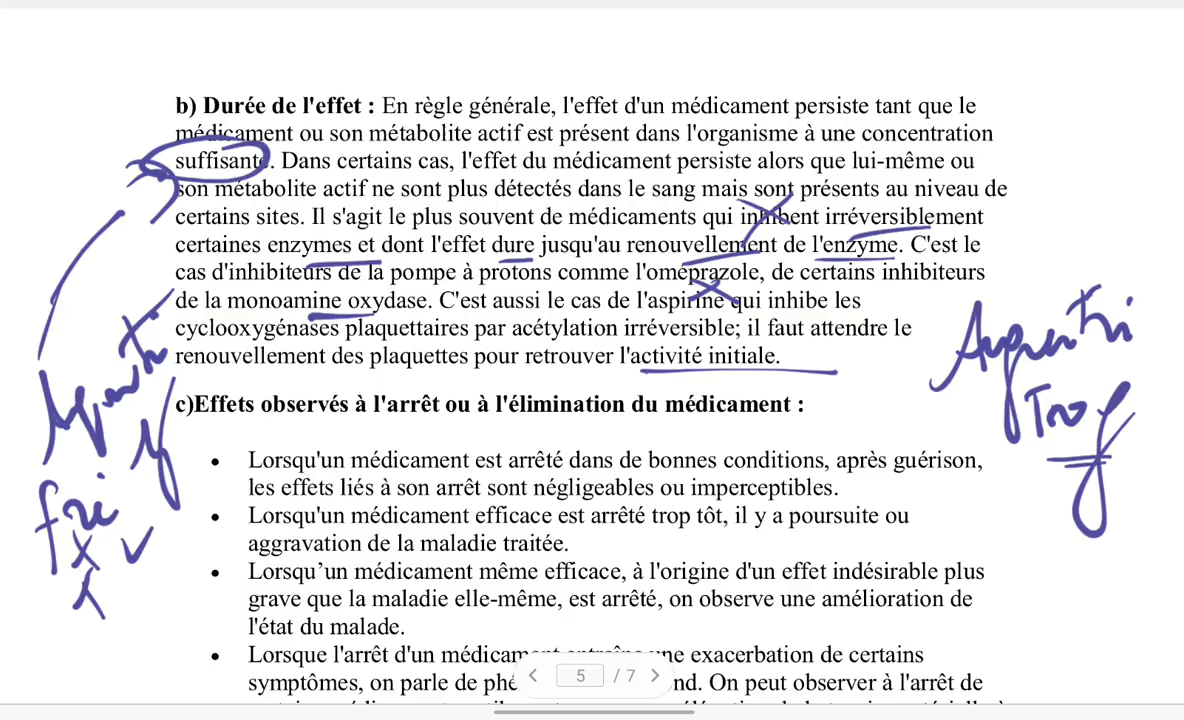 b) Durée de l'effet : En règle générale, l'effet d'un médicament persiste tant que le
médicament ou son métabolite actif est présent dans l'organisme à une concentration
suffisante. Dans certains cas, l'effet du médicament persiste alors que lui-même ou
son métabolite actif ne sont plus détectés dans le sang mais sont présents au niveau de
certains sites. Il s'agit le plus souvent de médicaments qui inhibent irréversiblement
certaines enzymes et dont l'effet dure jusqu'au renouvellement de l'enzyme. C'est le
cas d'inhibiteurs de la pompe à protons comme l'oméprazole, de certains inhibiteurs
de la monoamine oxydase. C'est aussi le cas de l'aspirine qui inhibe les
cyclooxygénases plaquettaires par acétylation irréversible; il faut attendre le
renouvellement des plaquettes pour retrouver l'activité initiale.
c)Effets observés à l'arrêt ou à l'élimination du médicament :
• Lorsqu'un médicament est arrêté dans de bonnes conditions, après guérison,
les effets liés à son arrêt sont négligeables ou imperceptibles.
• Lorsqu'un médicament efficace est arrêté trop tôt, il y a poursuite ou
aggravation de la maladie traitée.
• Lorsqu’un médicament même efficace, à l'origine d'un effet indésirable plus
grave que la maladie elle-même, est arrêté, on observe une amélioration de
l'état du malade.
• Lorsque l'arrêt d'un médicament entraîne une exacerbation de certains
symptômes, on parle de phé nd. On peut observer à l'arrêt de
5 / 7